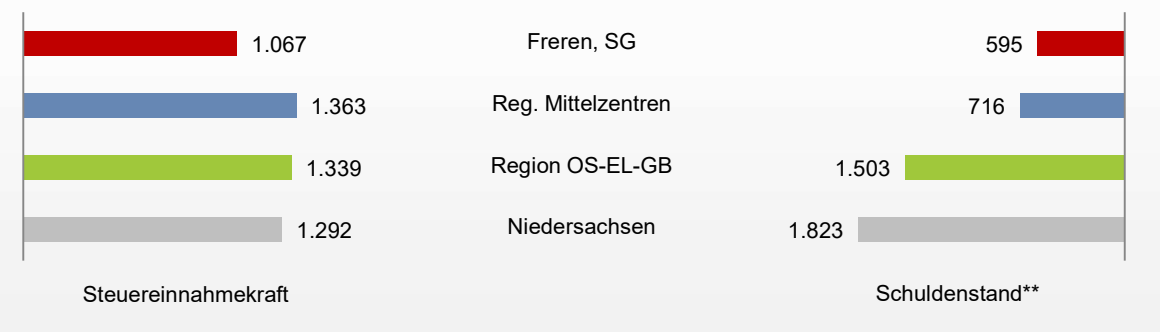 1.067 Freren, SG 595
1.363 Reg. Mittelzentren 716
1.339 Region OS-EL-GB 1.503
1.292 Niedersachsen 1.823
Steuereinnahmekraft Schuldenstand**